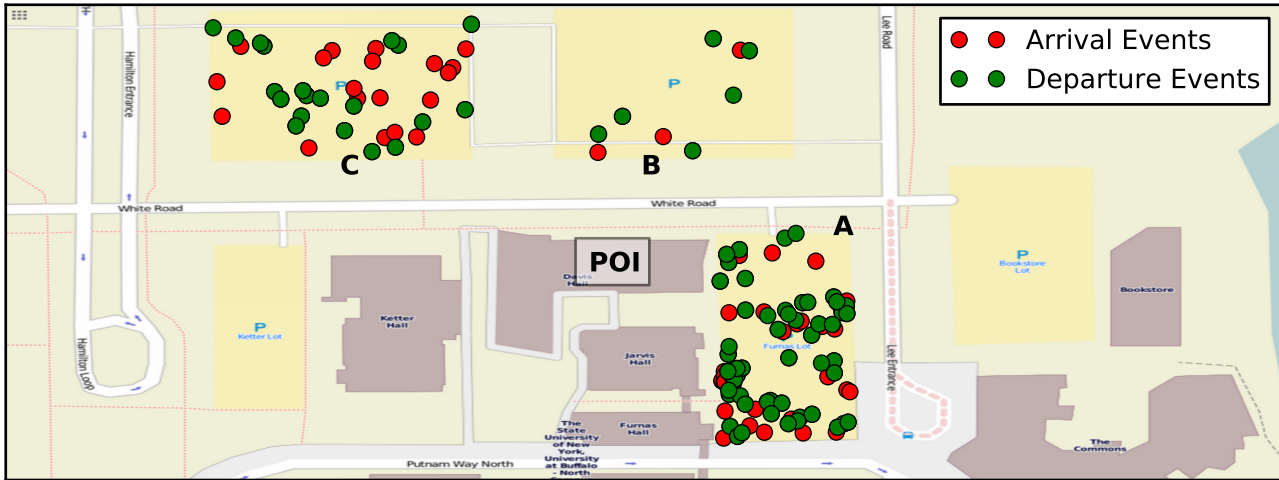 Arrival Events
Departure Events
Hamilton Entrance
Lee Road
P
P
C
B
White Road
White Road
A
POI
Davis
Hall
P
Bookstore
Lot
Bookstore
P
Ketter Lot
Ketter
Hall
Hamilton Loop
Jarvis
Hall
Furnas Lot
Lee Entrance
Furnas
Hall
The
State
University
of New
York,
University
at Buffalo
- North
The
Commons
Putnam Way North